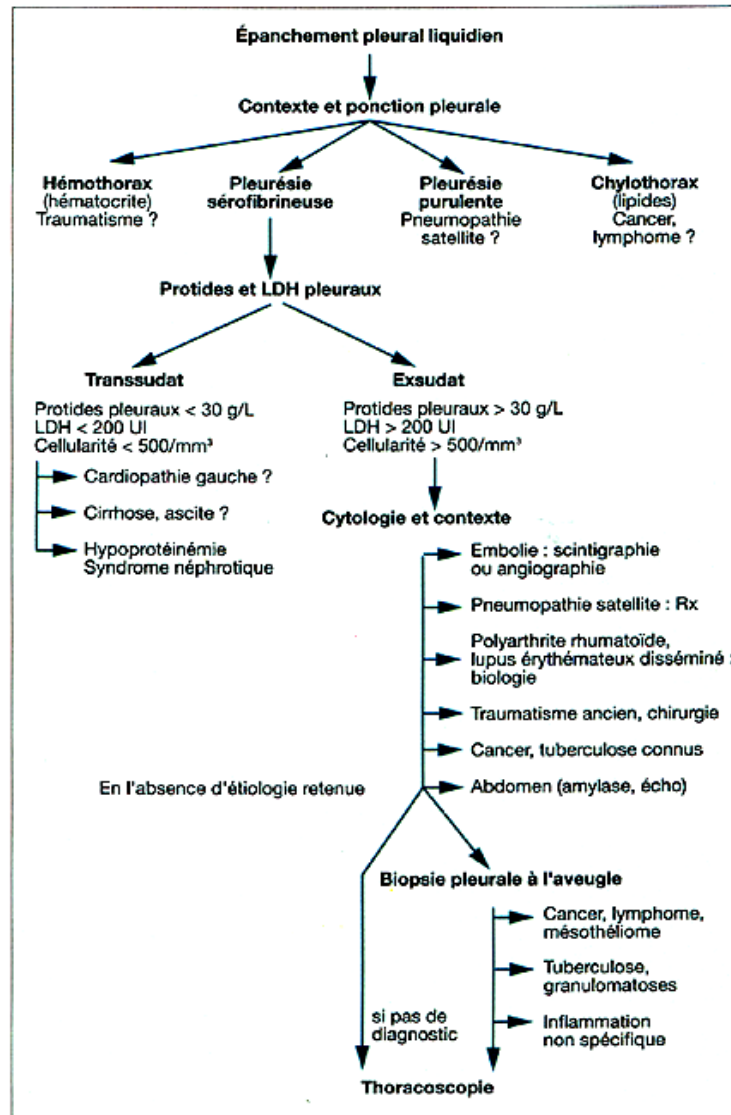 Épanchement pleural liquidien
Contexte et ponction pleurale
Hémothorax
(hématocrite)
Traumatisme ?
Pleurésie
sérofibrineuse
Pleurésie
purulente
Pneumopathie
satellite ?
Chylothorax
(lipides)
Cancer,
lymphome ?
Protides et LDH pleuraux
Transsudat
Protides pleuraux < 30 g/L
LDH < 200 UI
Cellularité < 500/mm³
Cardiopathie gauche ?
Cirrhose, ascite ?
Hypoprotéinémie
Syndrome néphrotique
Exsudat
Protides pleuraux > 30 g/L
LDH > 200 UI
Cellularité > 500/mm³
Cytologie et contexte
Embolie : scintigraphie
ou angiographie
Pneumopathie satellite : Rx
Polyarthrite rhumatoïde,
lupus érythémateux disséminé :
biologie
Traumatisme ancien, chirurgie
Cancer, tuberculose connus
Abdomen (amylase, écho)
En l'absence d'étiologie retenue
Biopsie pleurale à l'aveugle
Cancer, lymphome,
mésothéliome
Tuberculose,
granulomatoses
Inflammation
non spécifique
si pas de
diagnostic
Thoracoscopie